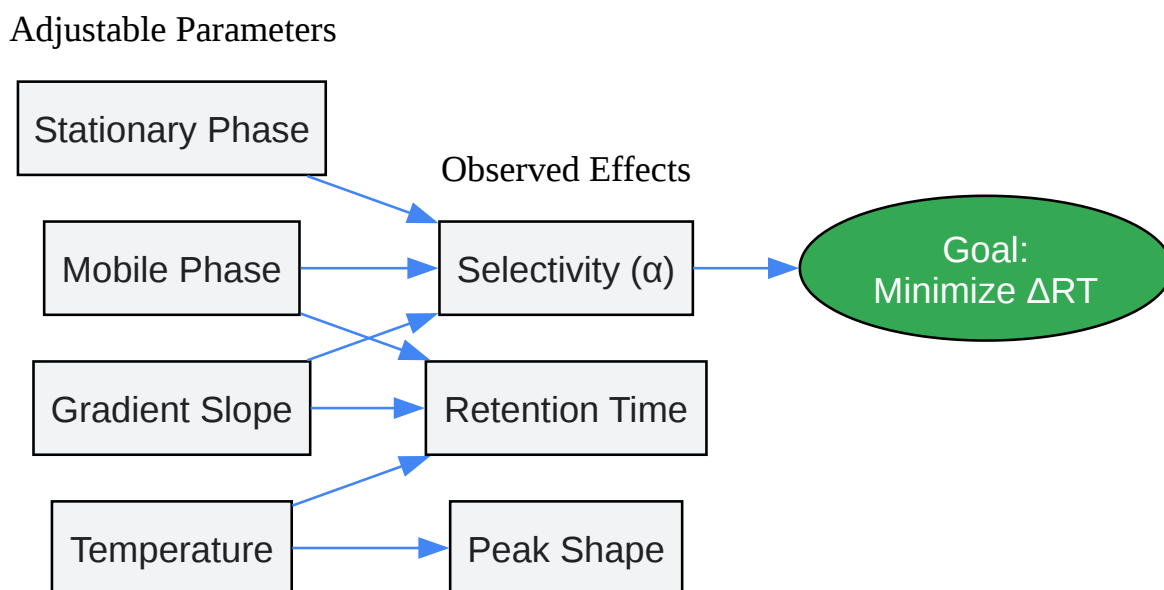 Adjustable Parameters
Stationary Phase
Observed Effects
Mobile Phase
Selectivity (α)
Goal:
Minimize ΔRT
Gradient Slope
Retention Time
Temperature
Peak Shape